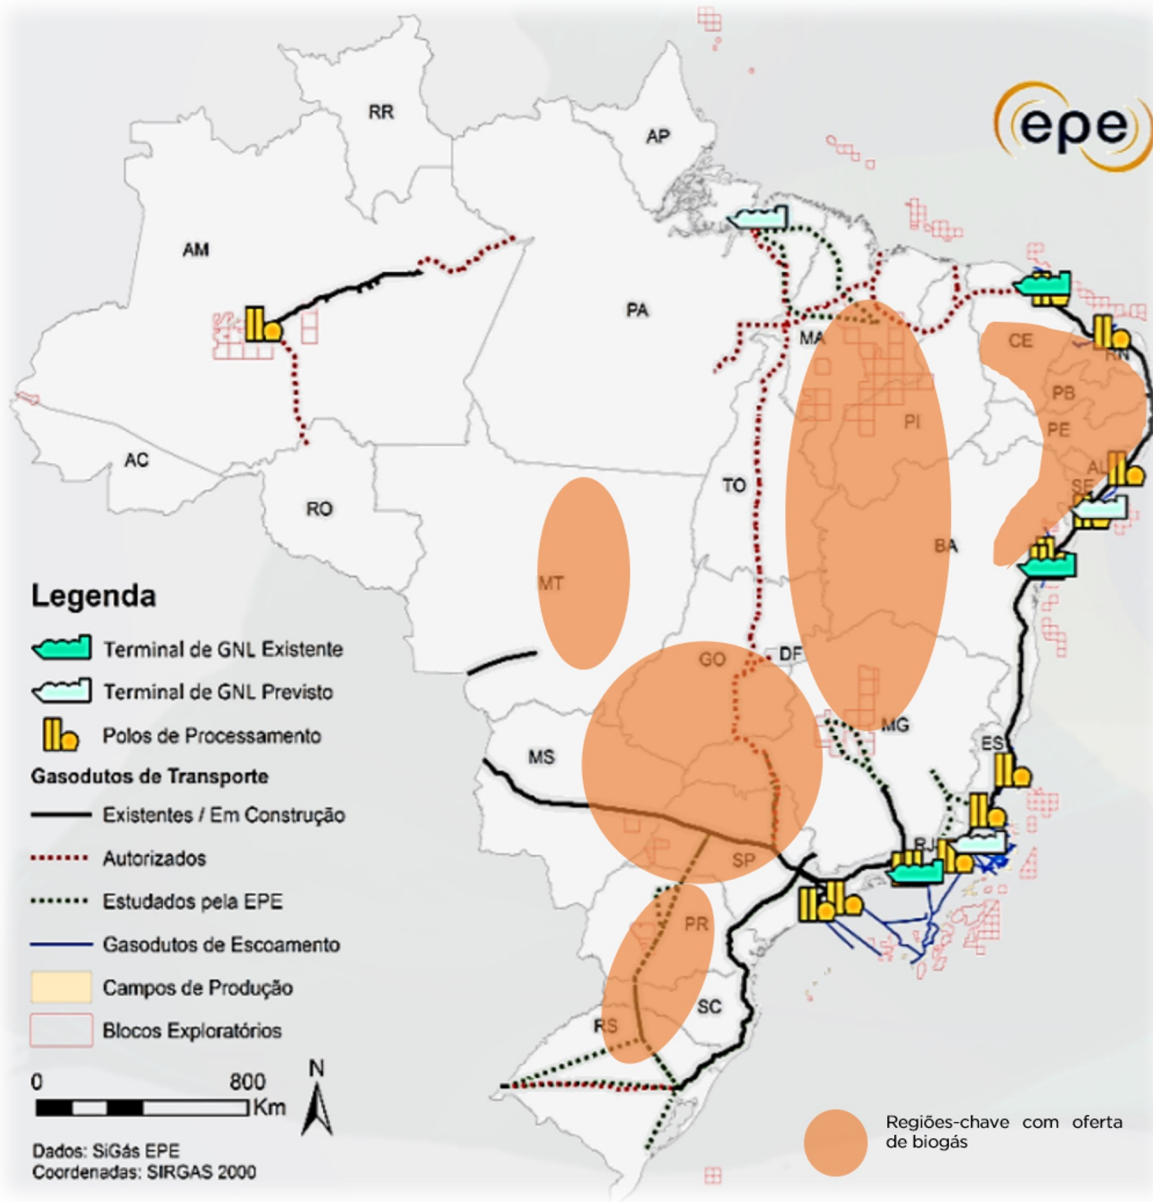 RR
AP
epe
AM
PA
MA
CE
RN
PB
PI
PE
AC
TO
AL
SE
RO
BA
MT
Legenda
Terminal de GNL Existente
GO
DF
Terminal de GNL Previsto
MG
Polos de Processamento
ES
MS
Gasodutos de Transporte
Existentes / Em Construção
RJ
Autorizados
SP
Estudados pela EPE
PR
Gasodutos de Escoamento
Campos de Produção
SC
Blocos Exploratórios
RS
N
0 800
Km
Regiões-chave com oferta
de biogás
Dados: SiGás EPE
Coordenadas: SIRGAS 2000